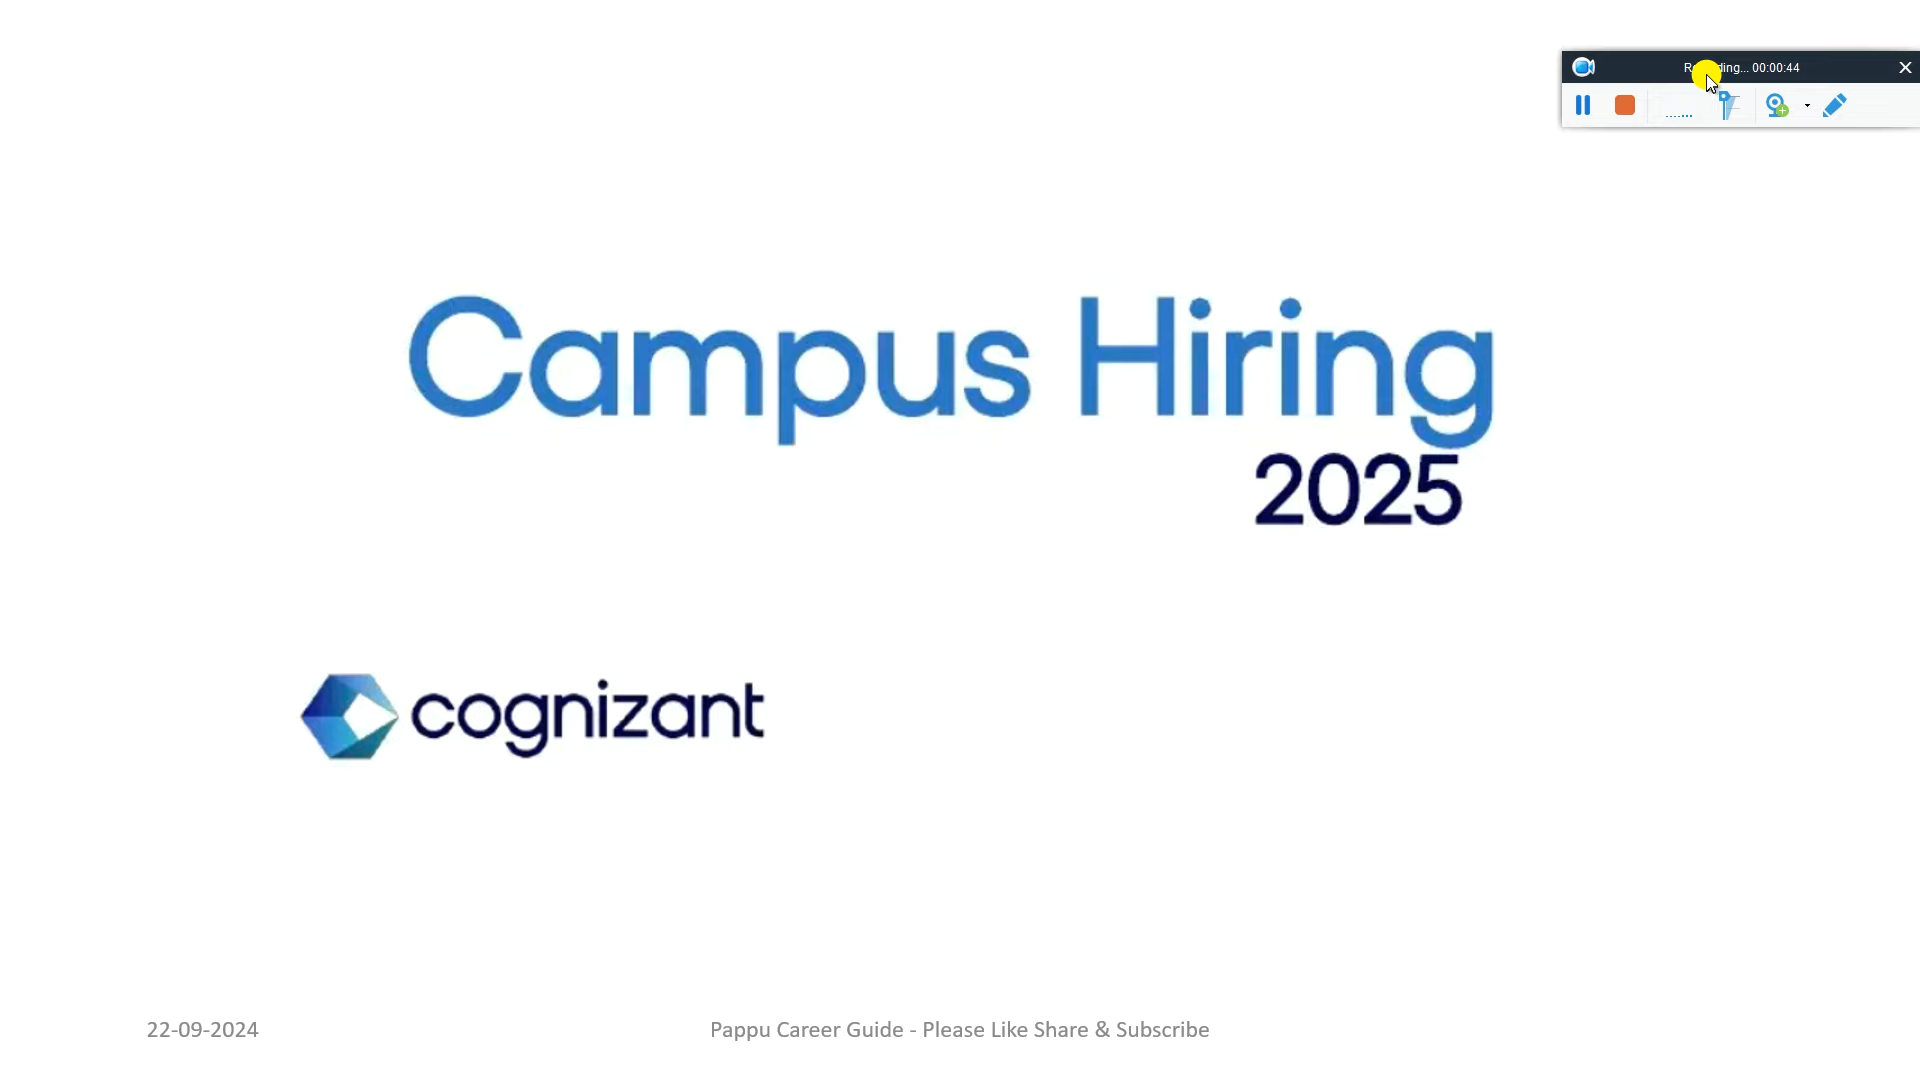 Recording... 00:00:44
Campus Hiring
2025
cognizant
22-09-2024
Pappu Career Guide - Please Like Share & Subscribe